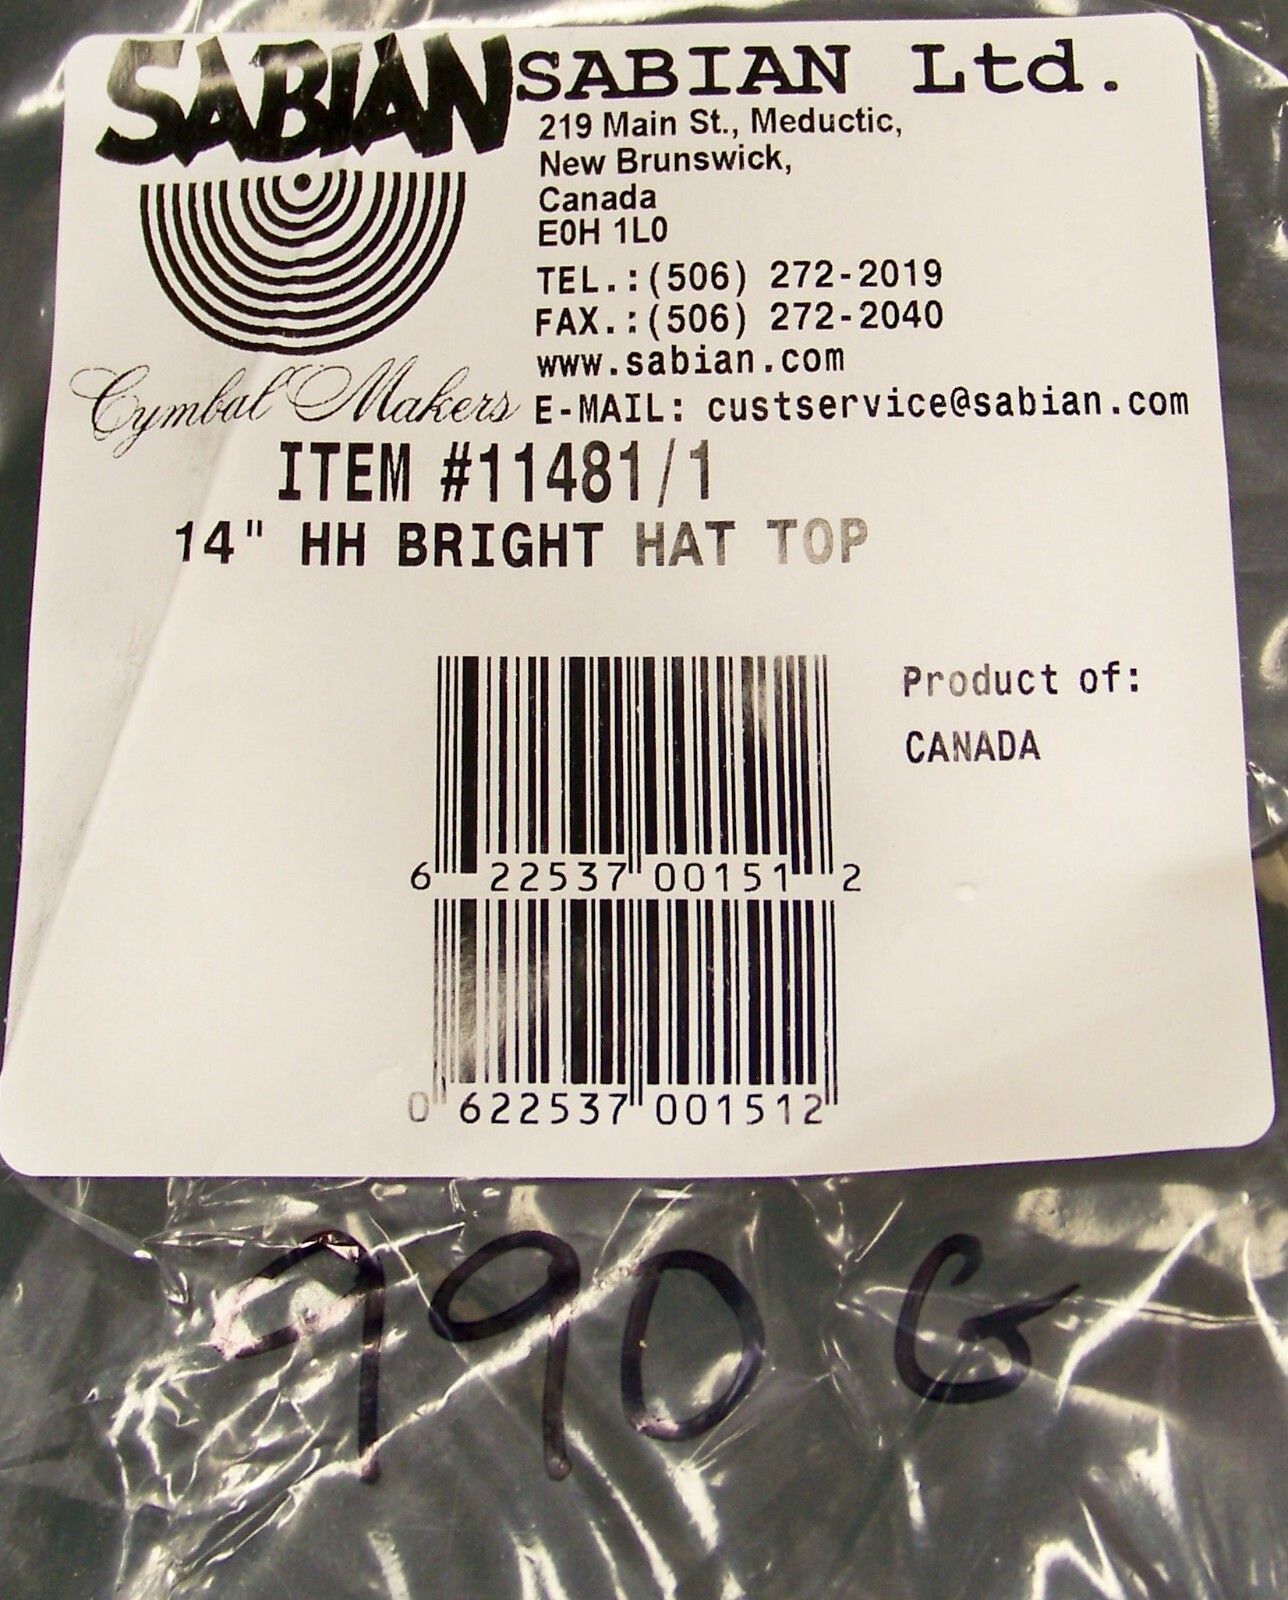 SABIAN
SABIAN Ltd.
219 Main St., Meductic,
New Brunswick,
Canada
E0H 1L0
TEL.:(506) 272-2019
FAX.:(506) 272-2040
www.sabian.com
Cymbal Makers
E-MAIL: custservice@sabian.com
ITEM #11481/1
14" HH BRIGHT HAT TOP
Product of:
CANADA
6 22537 00151 2
0 622537 001512
990 G